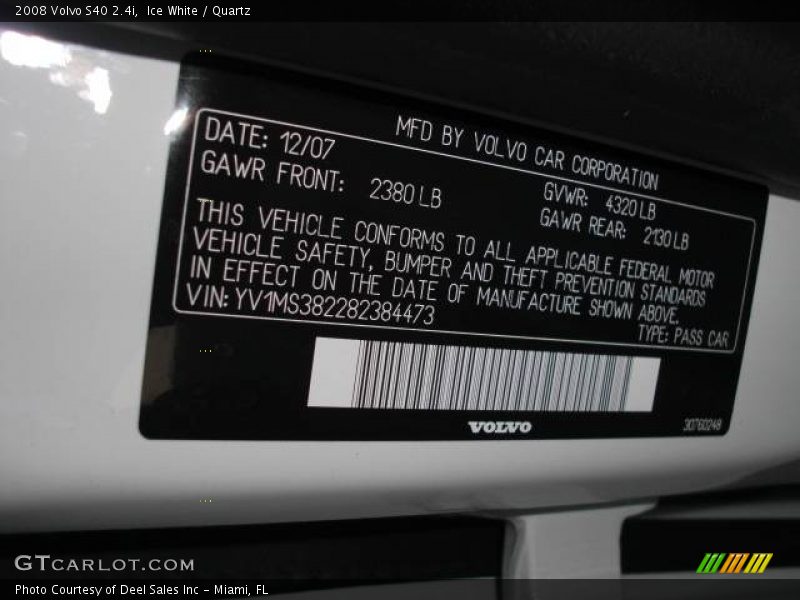 2008 Volvo S40 2.4i, Ice White / Quartz
MFD BY VOLVO CAR CORPORATION
DATE: 12/07
GVWR: 4320 LB
GAWR FRONT: 2380 LB
GAWR REAR: 2130 LB
THIS VEHICLE CONFORMS TO ALL APPLICABLE FEDERAL MOTOR
VEHICLE SAFETY, BUMPER AND THEFT PREVENTION STANDARDS
IN EFFECT ON THE DATE OF MANUFACTURE SHOWN ABOVE.
VIN: YV1MS382282384473
TYPE: PASS CAR
VOLVO
30760248
GTCARLOT.COM
Photo Courtesy of Deel Sales Inc - Miami, FL